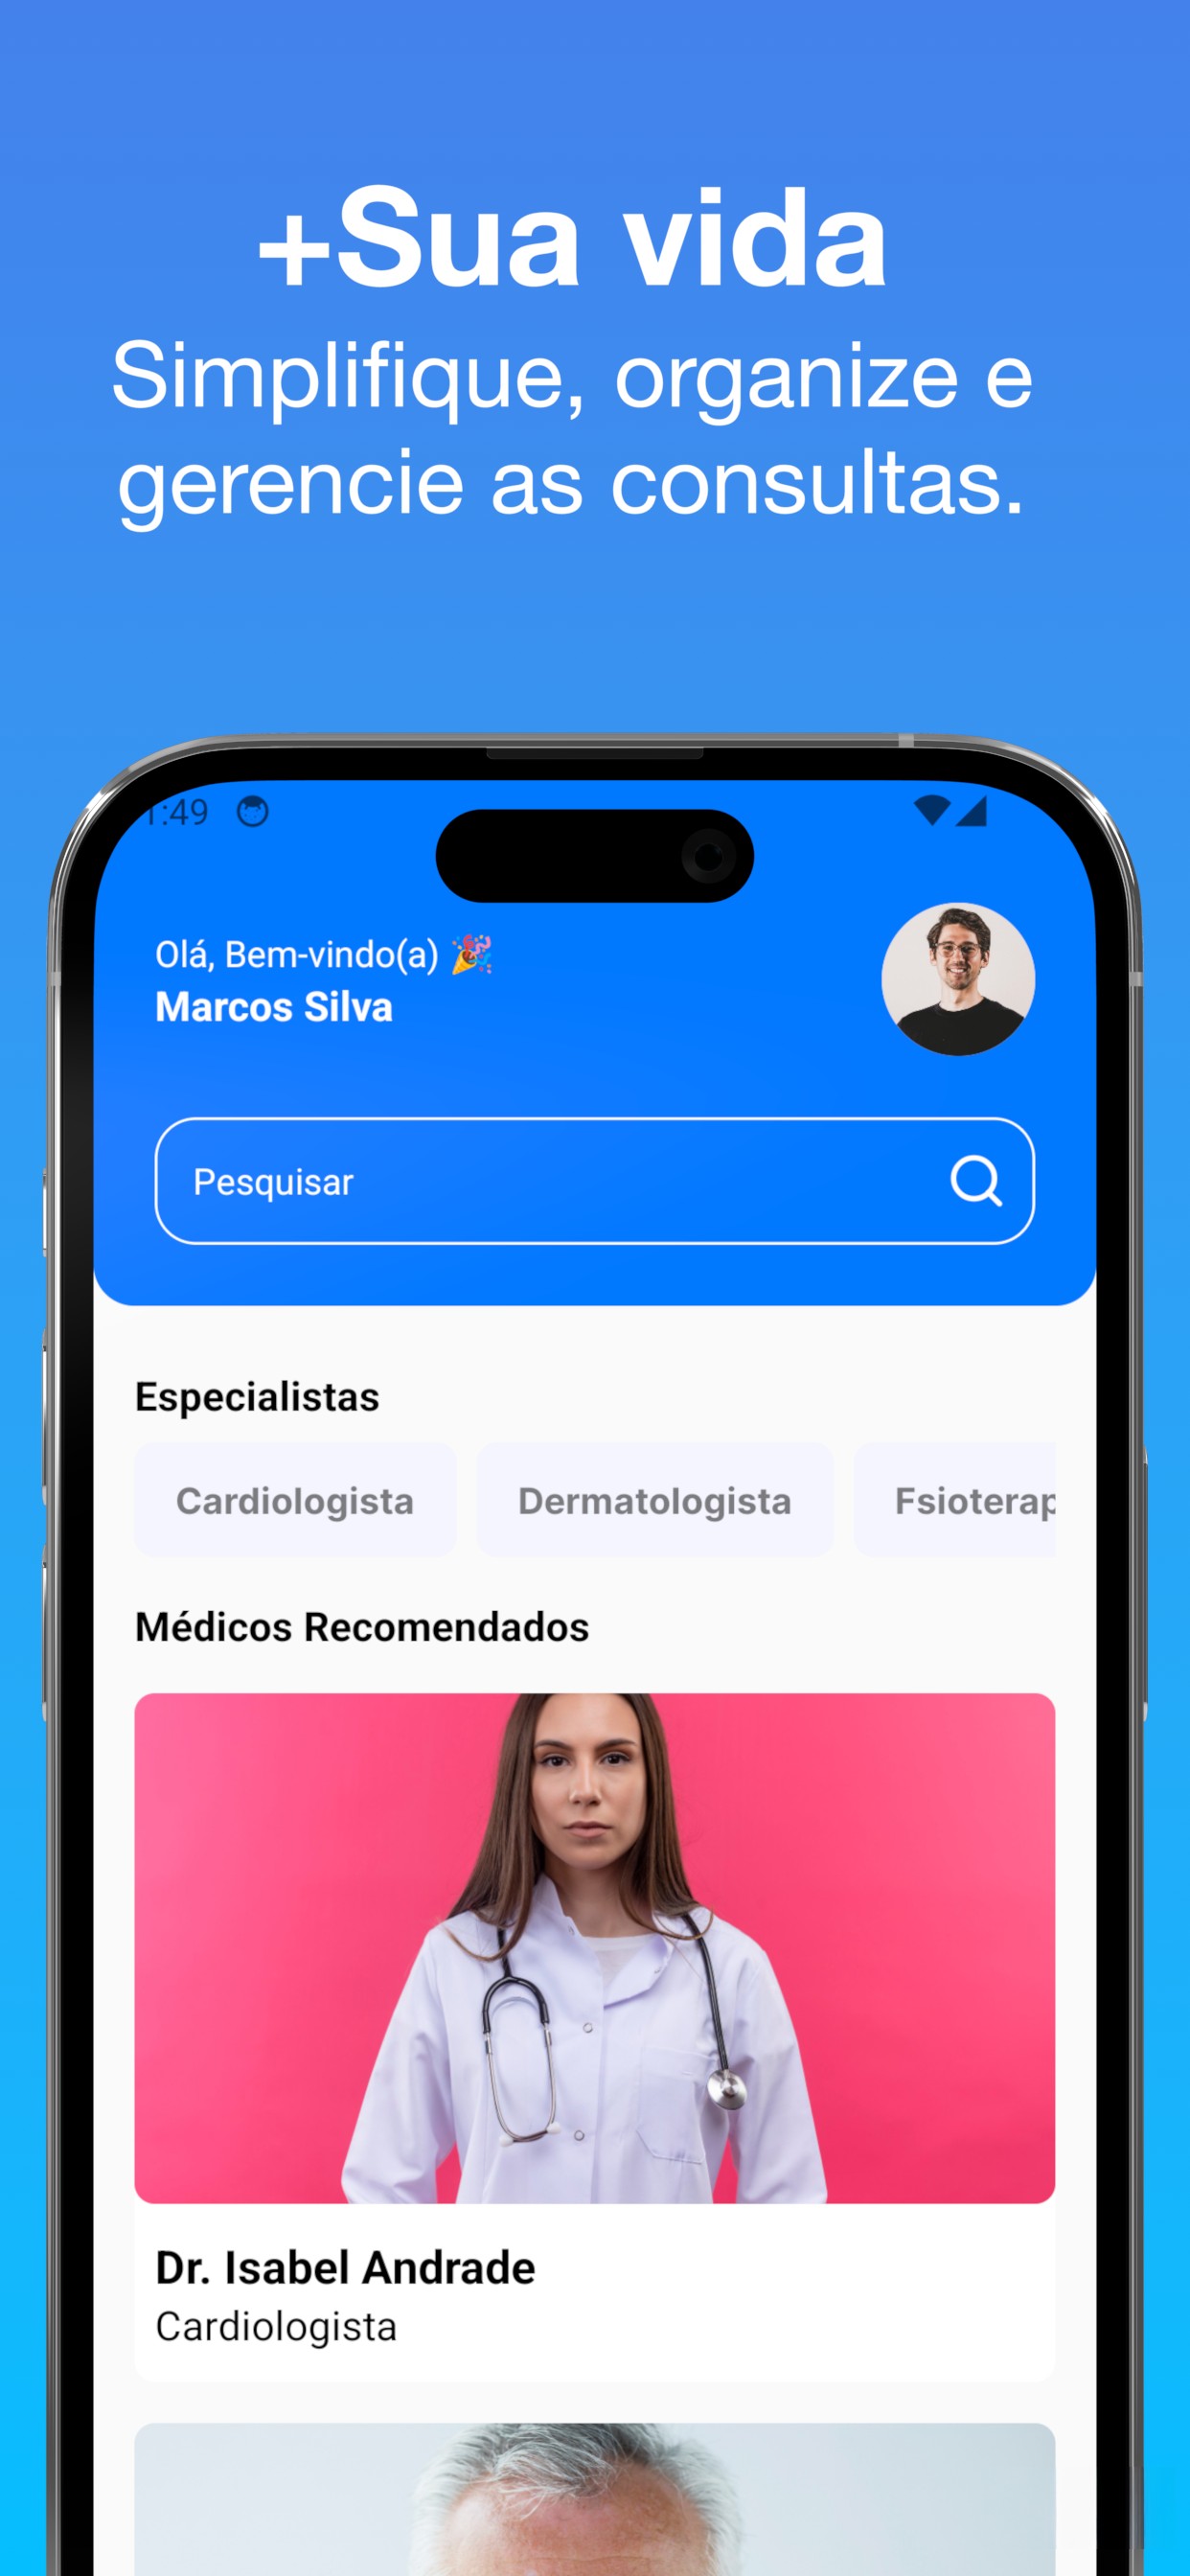 +Sua vida
Simplifique, organize e
gerencie as consultas.
1:49
Olá, Bem-vindo(a) 🎉
Marcos Silva
Pesquisar
Especialistas
Cardiologista Dermatologista Fsioterap
Médicos Recomendados
Dr. Isabel Andrade
Cardiologista